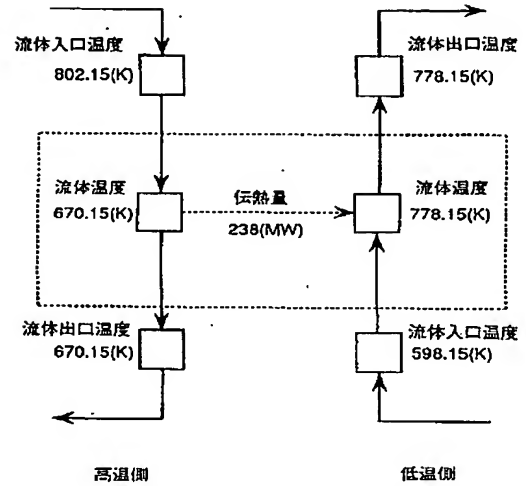 流体入口温度
802.15(K)
流体出口温度
778.15(K)
流体温度
670.15(K)
伝熱量
238(MW)
流体温度
778.15(K)
流体出口温度
670.15(K)
流体入口温度
598.15(K)
高温側
低温側